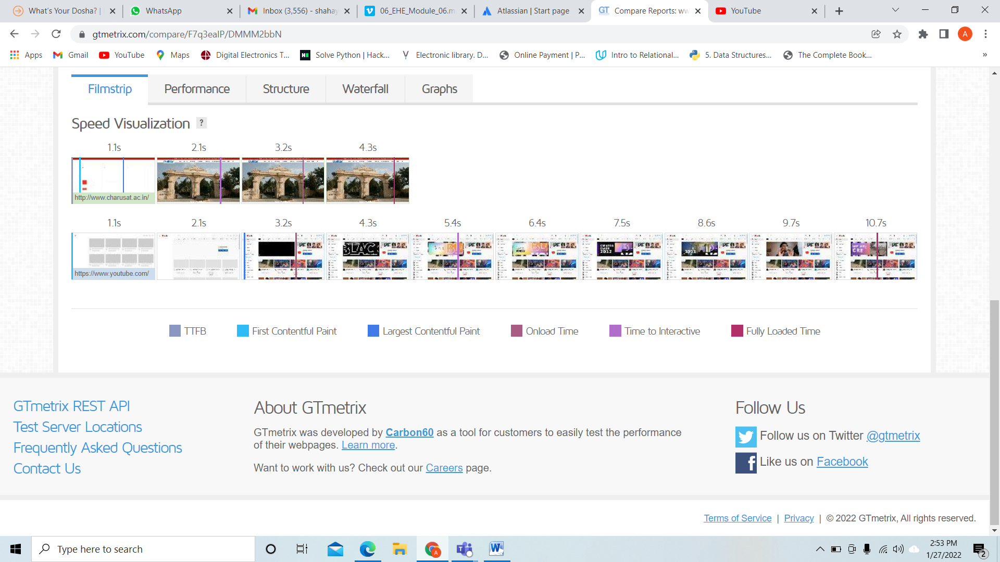 What's Your Dosha? |
WhatsApp
Inbox (3,556) - shahay
06_EHE_Module_06.m
Atlassian | Start page
GT Compare Reports: ww
YouTube
gtmetrix.com/compare/F7q3ealP/DMMM2bbN
A
Apps
Gmail
YouTube
Maps
Digital Electronics T...
Solve Python | Hack...
Electronic library. D...
Online Payment | P...
Intro to Relational...
5. Data Structures...
The Complete Book...
»
Filmstrip
Performance
Structure
Waterfall
Graphs
Speed Visualization ?
1.1s 2.1s 3.2s 4.3s
http://www.charusat.ac.in/
1.1s 2.1s 3.2s 4.3s 5.4s 6.4s 7.5s 8.6s 9.7s 10.7s
https://www.youtube.com/
TTFB First Contentful Paint Largest Contentful Paint Onload Time Time to Interactive Fully Loaded Time
GTmetrix REST API
Test Server Locations
Frequently Asked Questions
Contact Us
About GTmetrix
GTmetrix was developed by Carbon60 as a tool for customers to easily test the performance
of their webpages. Learn more.
Want to work with us? Check out our Careers page.
Follow Us
Follow us on Twitter @gtmetrix
Like us on Facebook
Terms of Service | Privacy | © 2022 GTmetrix, All rights reserved.
Type here to search
2:53 PM
1/27/2022
2